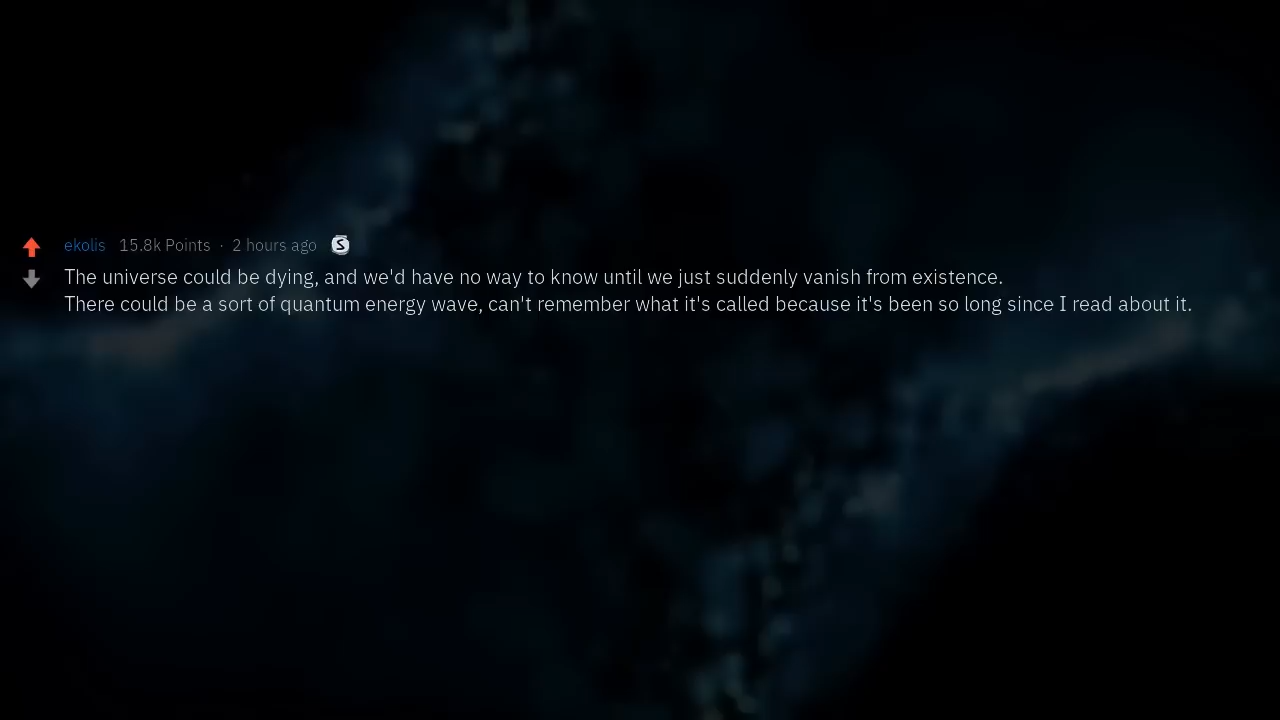 ekolis 15.8k Points · 2 hours ago S
The universe could be dying, and we'd have no way to know until we just suddenly vanish from existence.
There could be a sort of quantum energy wave, can't remember what it's called because it's been so long since I read about it.